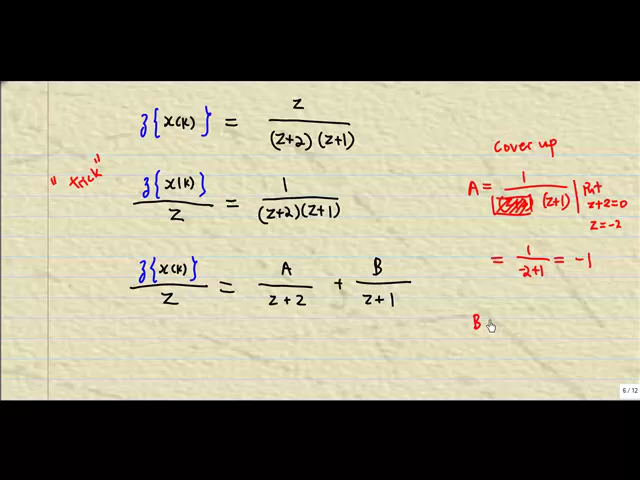 𝔷{x(k)} = z / (z+2)(z+1)
Cover up
"trick"
𝔷{x(k)} / z = 1 / (z+2)(z+1)
A = 1 / (z+1) | Put z+2=0 z=-2
= 1 / -2+1 = -1
𝔷{x(k)} / z = A / z+2 + B / z+1
B
6 / 12